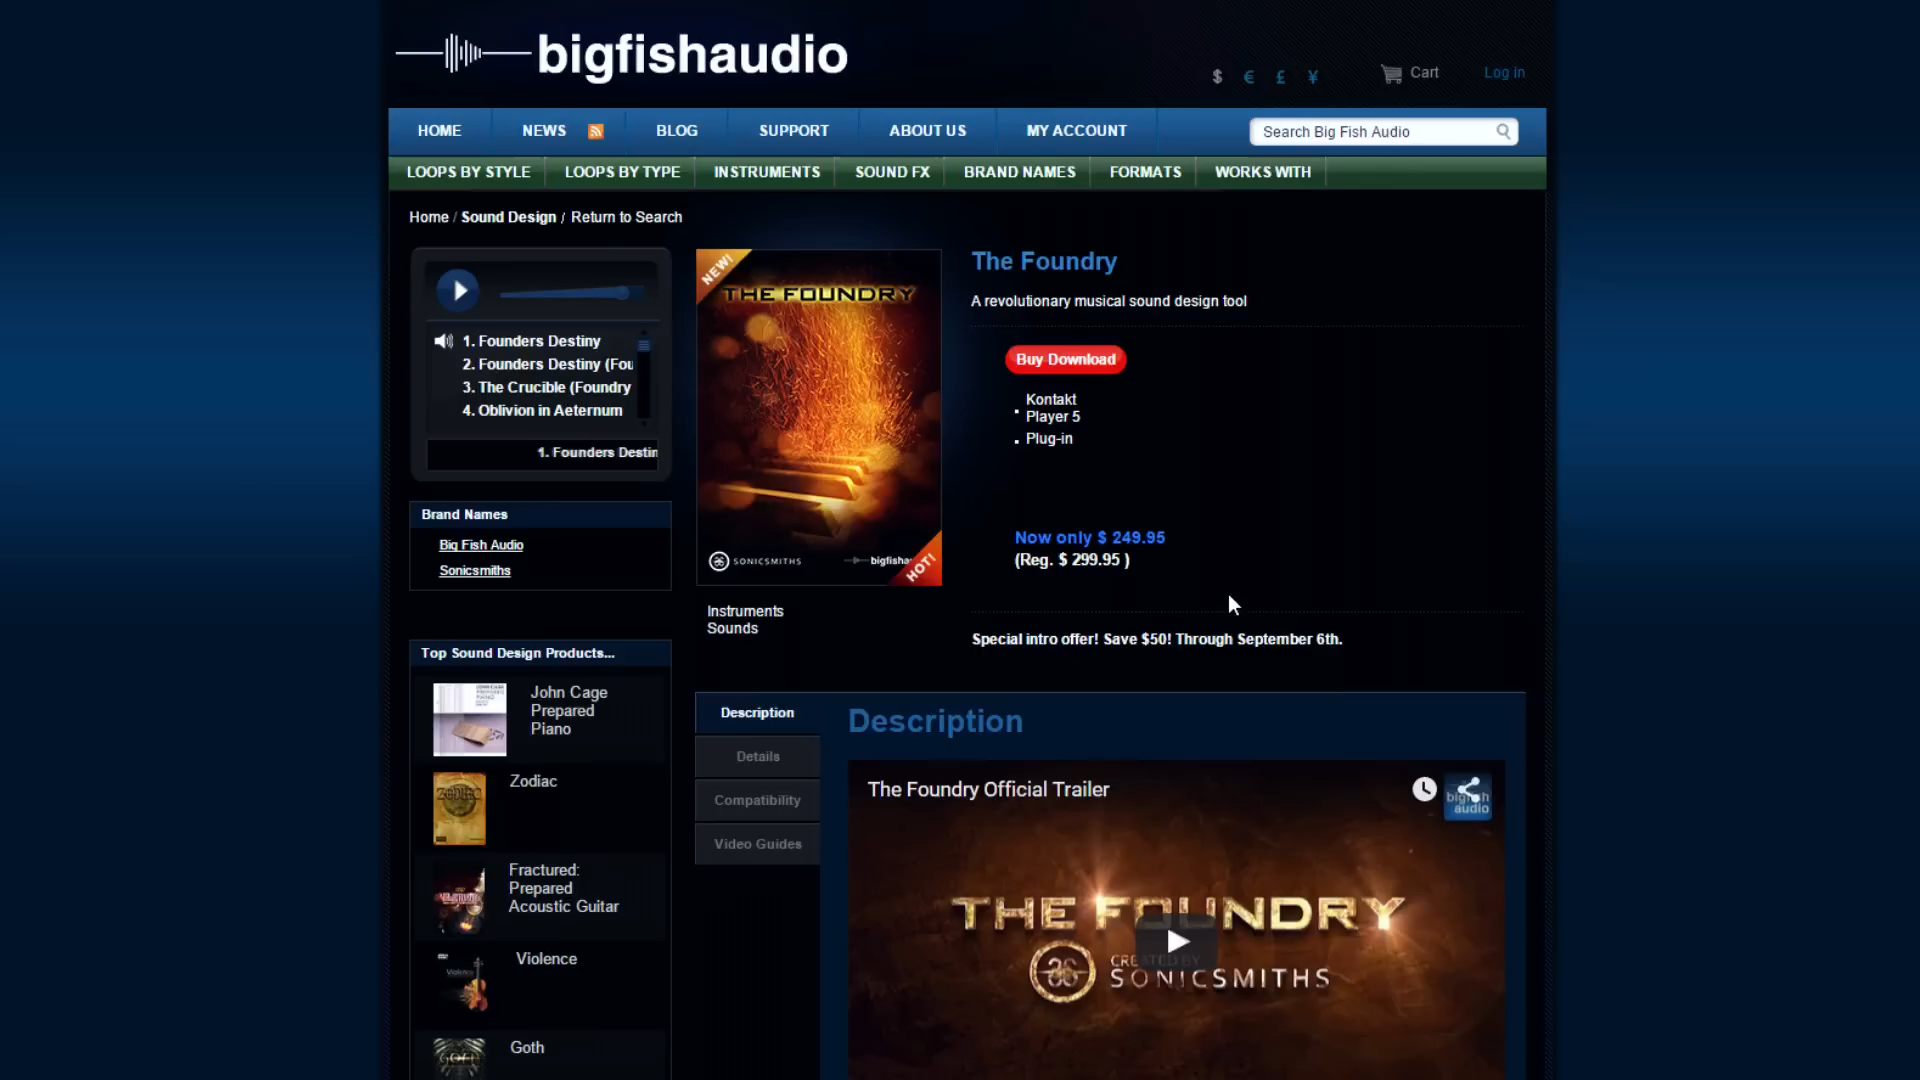 bigfishaudio
$ € £ ¥ Cart Log in
HOME NEWS BLOG SUPPORT ABOUT US MY ACCOUNT Search Big Fish Audio
LOOPS BY STYLE LOOPS BY TYPE INSTRUMENTS SOUND FX BRAND NAMES FORMATS WORKS WITH
Home / Sound Design / Return to Search
1. Founders Destiny
2. Founders Destiny (Fou
3. The Crucible (Foundry
4. Oblivion in Aeternum
1. Founders Destin
Brand Names
Big Fish Audio
Sonicsmiths
Top Sound Design Products...
John Cage
Prepared
Piano
Zodiac
Fractured:
Prepared
Acoustic Guitar
Violence
Goth
NEW!
THE FOUNDRY
SONICSMITHS bigfisha
HOT!
Instruments
Sounds
The Foundry
A revolutionary musical sound design tool
Buy Download
Kontakt
Player 5
Plug-in
Now only $ 249.95
(Reg. $ 299.95 )
Special intro offer! Save $50! Through September 6th.
Description
Details
Compatibility
Video Guides
Description
The Foundry Official Trailer
THE FOUNDRY
CREATED BY
SONICSMITHS